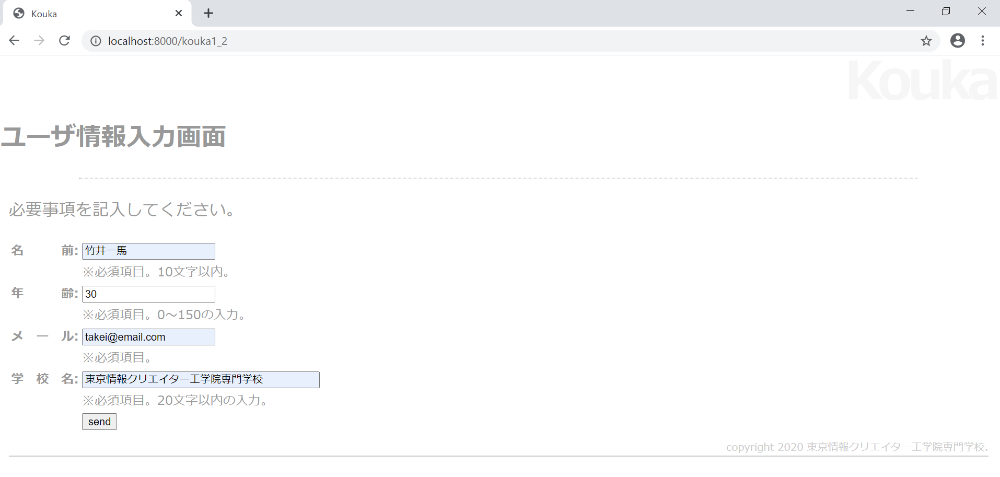 Kouka
localhost:8000/kouka1_2
Kouka
ユーザ情報入力画面
必要事項を記入してください。
名 前: 竹井一馬
※必須項目。10文字以内。
年 齢: 30
※必須項目。0～150の入力。
メ ー ル: takei@email.com
※必須項目。
学 校 名: 東京情報クリエイター工学院専門学校
※必須項目。20文字以内の入力。
send
copyright 2020 東京情報クリエイター工学院専門学校.